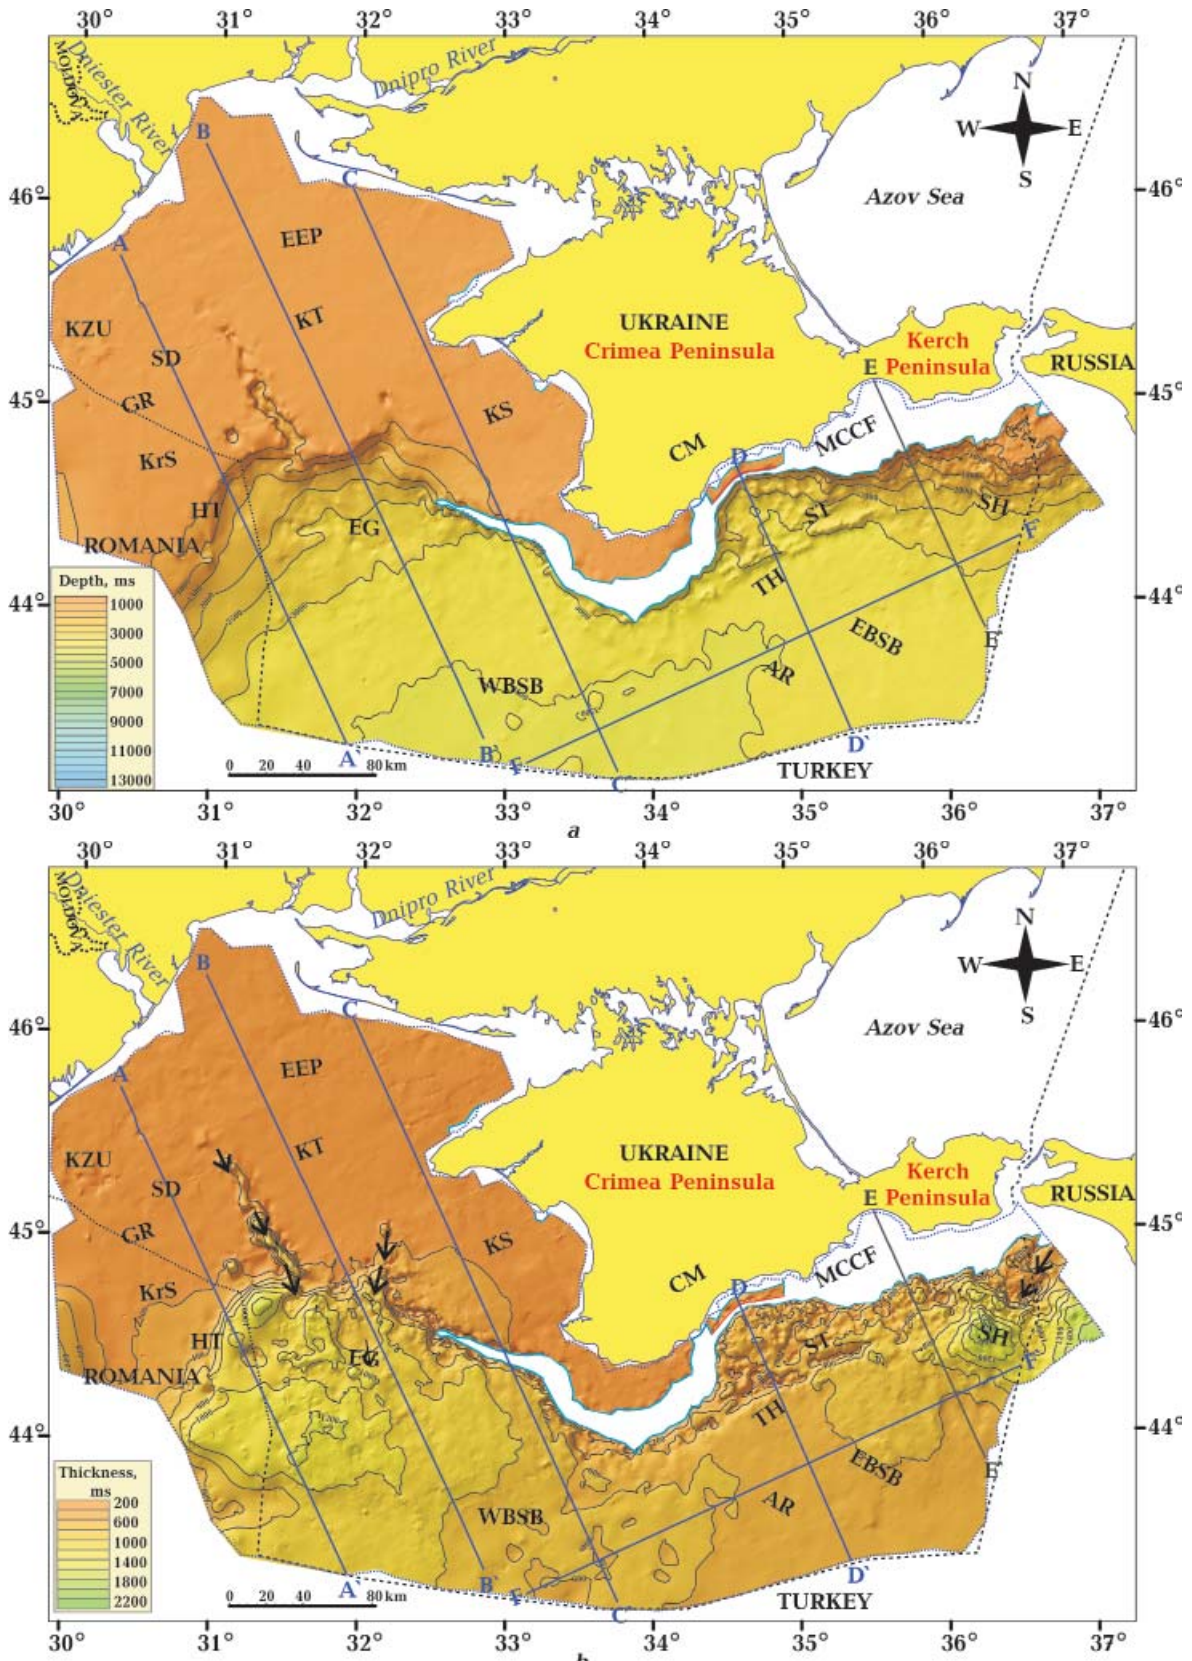 30° 31° 32° 33° 34° 35° 36° 37°
MOLDOVA
Dniester River
Dnipro River
N
W E
S
B
C
46° 46°
Azov Sea
A
EEP
KZU
KT
UKRAINE
Crimea Peninsula
Kerch
Peninsula
E
RUSSIA
SD
45° 45°
GR
KS
KrS
CM
MCCF
D
HT
EG
ST
SH
F
ROMANIA
TH
44° 44°
EBSB
E
WBSB
AR
Depth, ms
1000
3000
5000
7000
9000
11000
13000
A`
B`
F
C
D`
0 20 40 80 km
TURKEY
30° 31° 32° 33° 34° 35° 36° 37°
a
30° 31° 32° 33° 34° 35° 36° 37°
MOLDOVA
Dniester River
Dnipro River
N
W E
S
B
C
46° 46°
Azov Sea
A
EEP
KZU
KT
UKRAINE
Crimea Peninsula
Kerch
Peninsula
E
RUSSIA
SD
45° 45°
GR
KS
KrS
CM
MCCF
D
HT
EG
ST
SH
F
ROMANIA
TH
44° 44°
EBSB
E
WBSB
AR
Thickness,
ms
200
600
1000
1400
1800
2200
A`
B`
F
C
D`
0 20 40 80 km
TURKEY
30° 31° 32° 33° 34° 35° 36° 37°
b